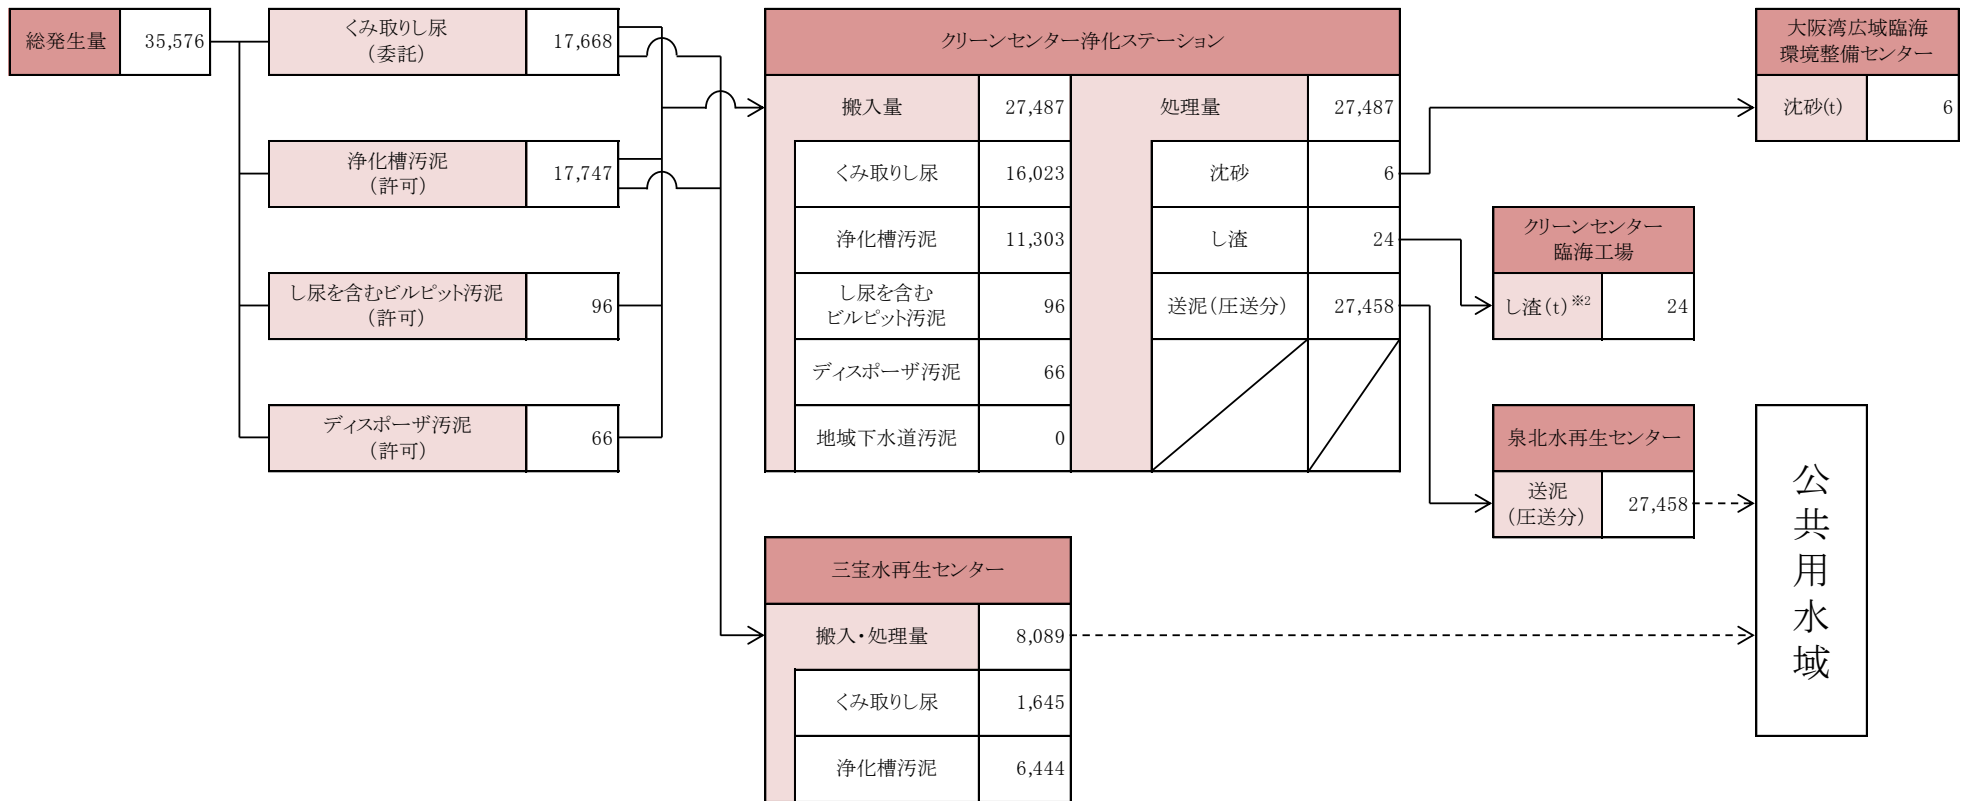 総発生量 35,576
くみ取りし尿
（委託）
17,668
浄化槽汚泥
（許可）
17,747
し尿を含むビルピット汚泥
（許可）
96
ディスポーザ汚泥
（許可）
66
クリーンセンター浄化ステーション
搬入量 27,487 処理量 27,487
くみ取りし尿 16,023 沈砂 6
浄化槽汚泥 11,303 し渣 24
し尿を含む
ビルピット汚泥
96 送泥（圧送分） 27,458
ディスポーザ汚泥 66
地域下水道汚泥 0
三宝水再生センター
搬入・処理量 8,089
くみ取りし尿 1,645
浄化槽汚泥 6,444
大阪湾広域臨海
環境整備センター
沈砂(t) 6
クリーンセンター
臨海工場
し渣(t)※2 24
泉北水再生センター
送泥
（圧送分）
27,458
公共用水域